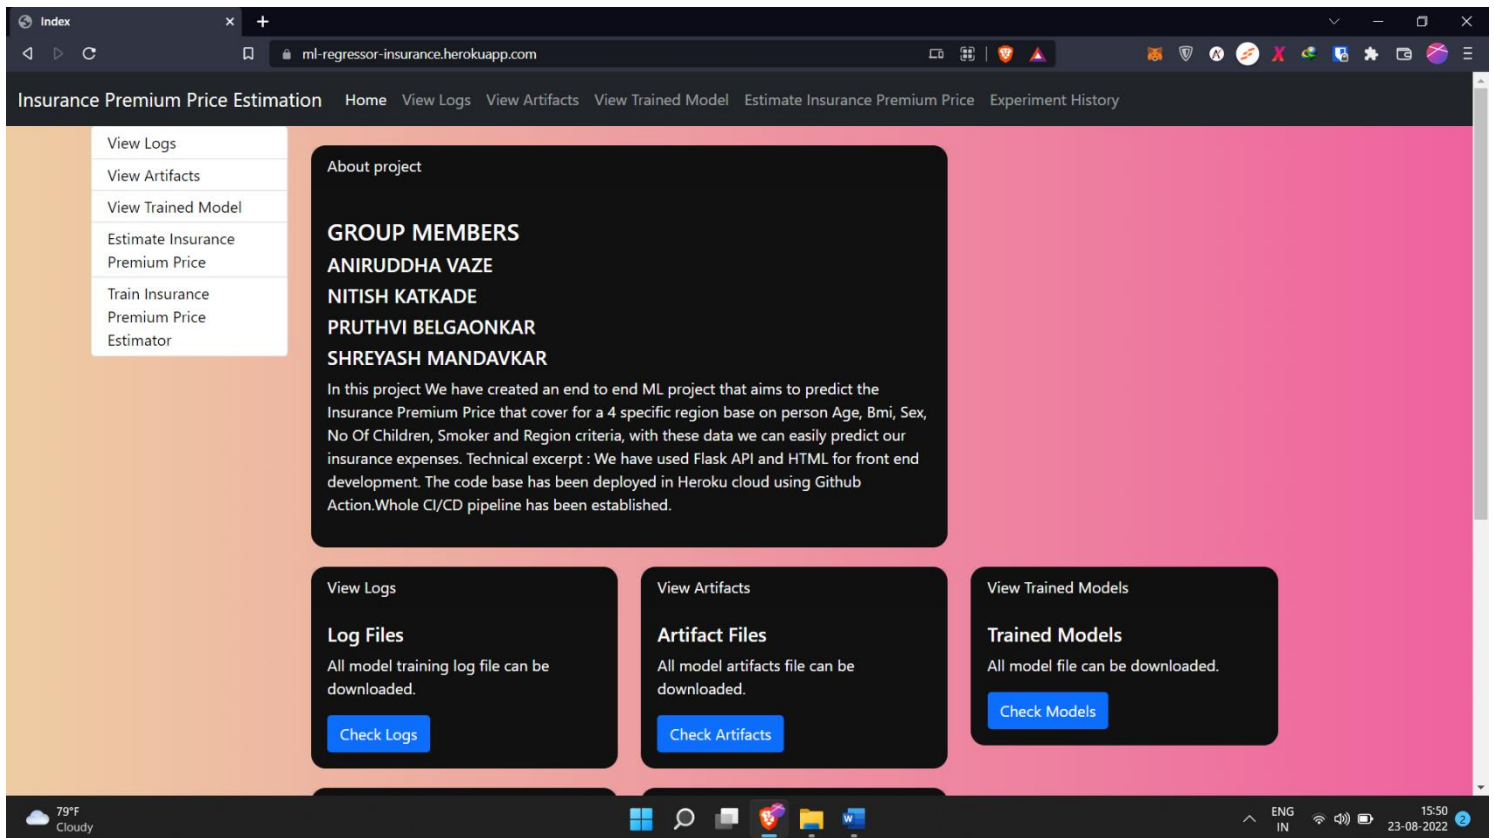 Index
ml-regressor-insurance.herokuapp.com
Insurance Premium Price Estimation Home View Logs View Artifacts View Trained Model Estimate Insurance Premium Price Experiment History
View Logs
View Artifacts
View Trained Model
Estimate Insurance
Premium Price
Train Insurance
Premium Price
Estimator
About project
GROUP MEMBERS
ANIRUDDHA VAZE
NITISH KATKADE
PRUTHVI BELGAONKAR
SHREYASH MANDAVKAR
In this project We have created an end to end ML project that aims to predict the
Insurance Premium Price that cover for a 4 specific region base on person Age, Bmi, Sex,
No Of Children, Smoker and Region criteria, with these data we can easily predict our
insurance expenses. Technical excerpt : We have used Flask API and HTML for front end
development. The code base has been deployed in Heroku cloud using Github
Action.Whole CI/CD pipeline has been established.
View Logs
Log Files
All model training log file can be
downloaded.
Check Logs
View Artifacts
Artifact Files
All model artifacts file can be
downloaded.
Check Artifacts
View Trained Models
Trained Models
All model file can be downloaded.
Check Models
79°F
Cloudy
ENG
IN
15:50
23-08-2022
2